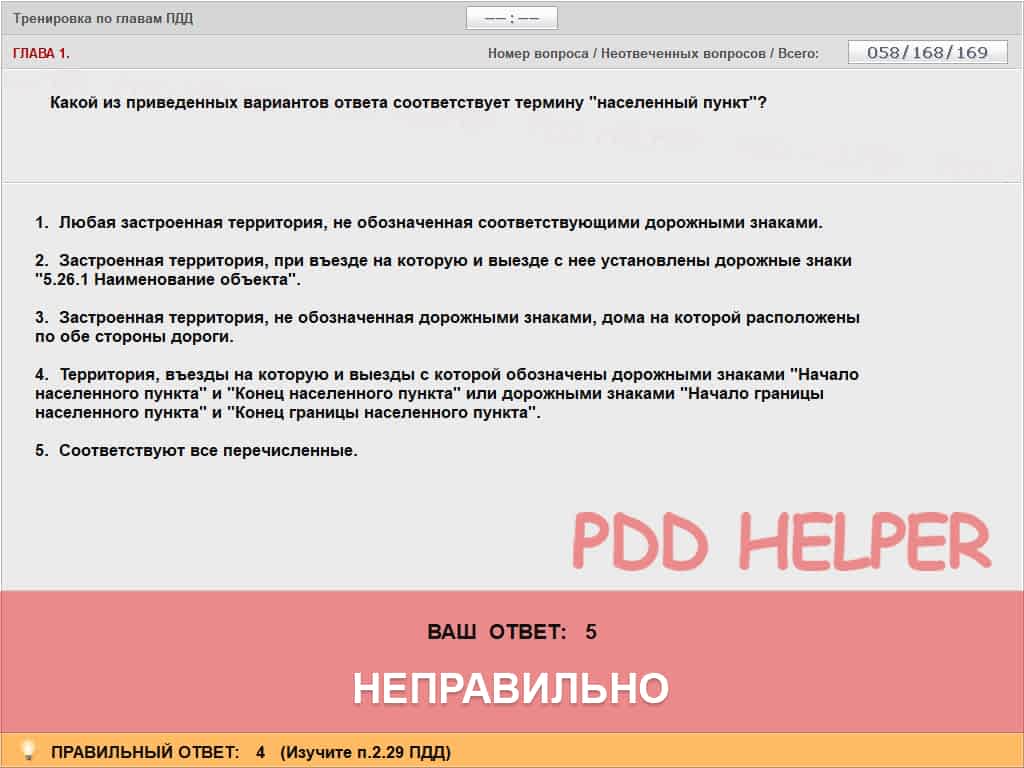 Тренировка по главам ПДД
—— : ——
ГЛАВА 1.
Номер вопроса / Неотвеченных вопросов / Всего:
058/168/169
Какой из приведенных вариантов ответа соответствует термину "населенный пункт"?
1. Любая застроенная территория, не обозначенная соответствующими дорожными знаками.
2. Застроенная территория, при въезде на которую и выезде с нее установлены дорожные знаки
"5.26.1 Наименование объекта".
3. Застроенная территория, не обозначенная дорожными знаками, дома на которой расположены
по обе стороны дороги.
4. Территория, въезды на которую и выезды с которой обозначены дорожными знаками "Начало
населенного пункта" и "Конец населенного пункта" или дорожными знаками "Начало границы
населенного пункта" и "Конец границы населенного пункта".
5. Соответствуют все перечисленные.
PDD HELPER
ВАШ ОТВЕТ: 5
НЕПРАВИЛЬНО
ПРАВИЛЬНЫЙ ОТВЕТ: 4 (Изучите п.2.29 ПДД)